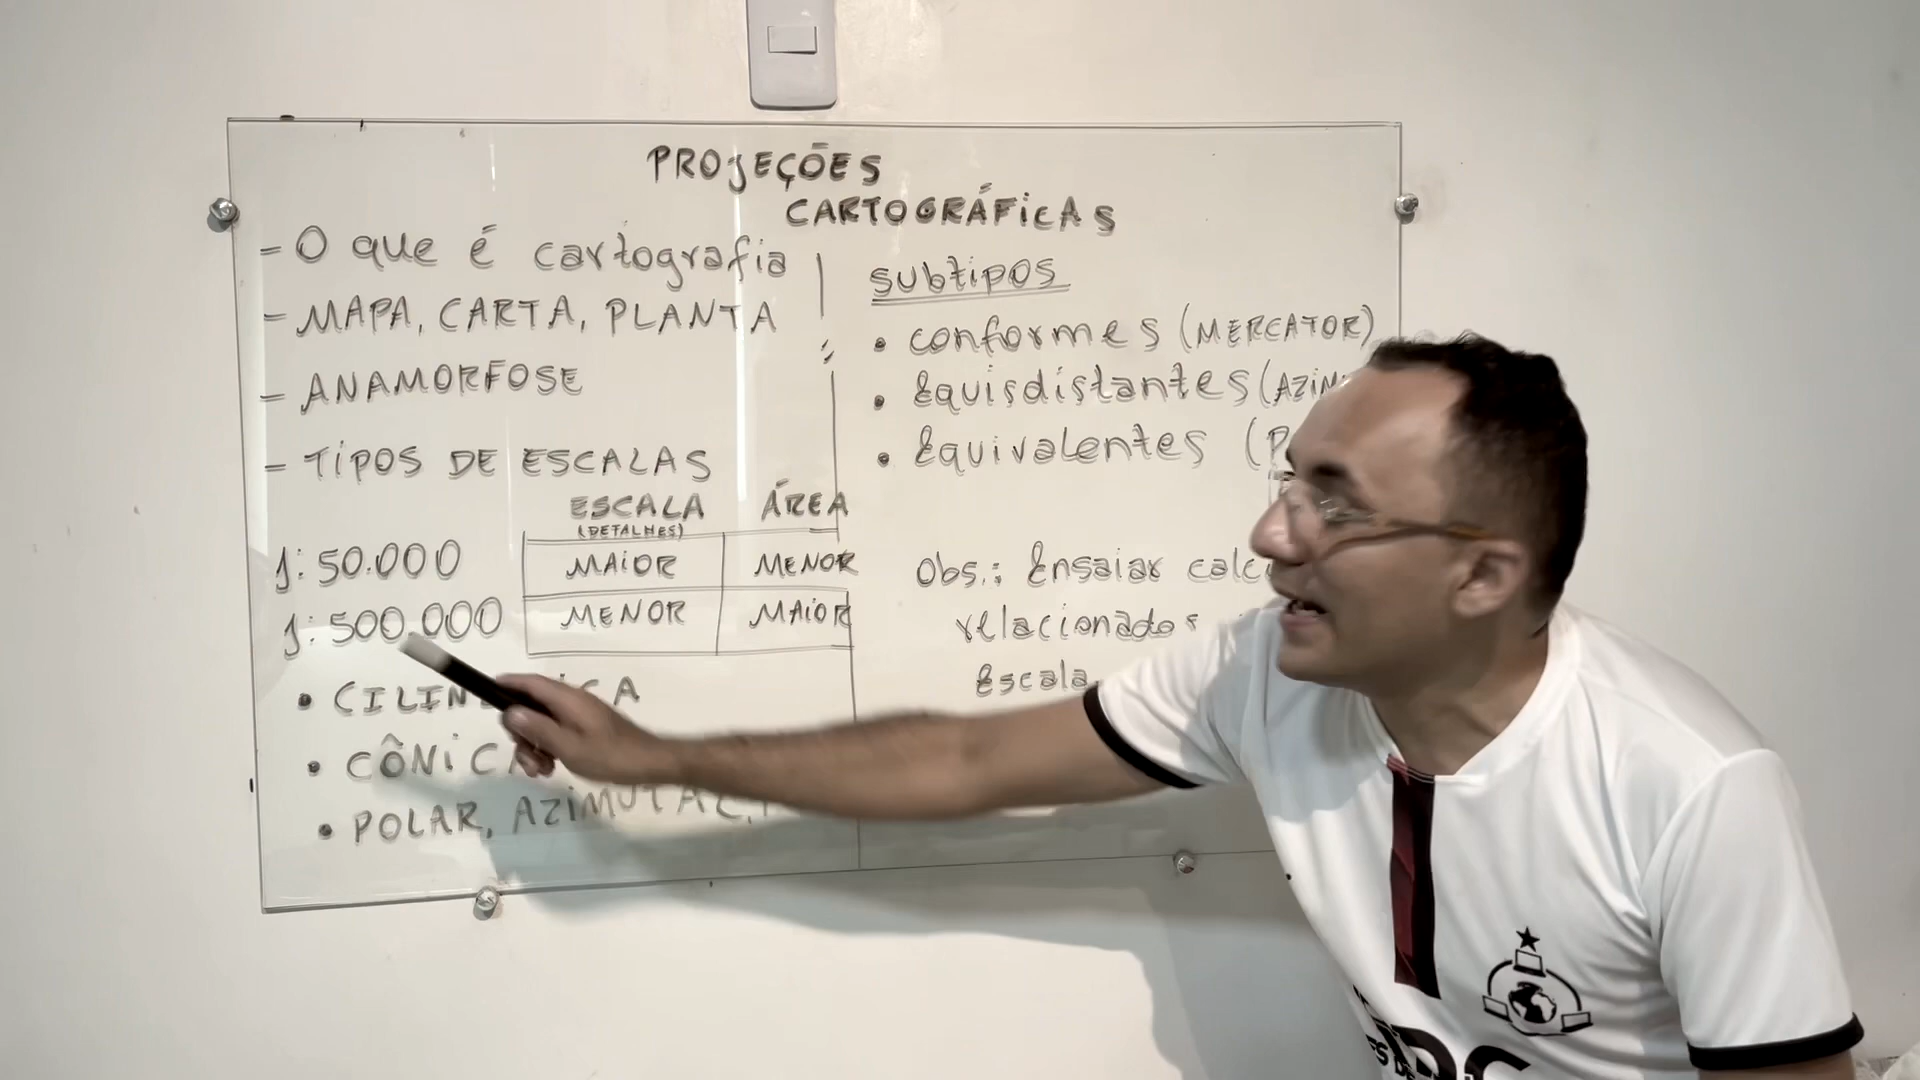 PROJEÇÕES
CARTOGRÁFICAS
- O que é cartografia
- MAPA, CARTA, PLANTA
- ANAMORFOSE
- TIPOS DE ESCALAS
ESCALA ÁREA
(DETALHES)
1:50.000 MAIOR MENOR
1:500.000 MENOR MAIOR
• CÔNICA
• POLAR, AZIMUTAL,
subtipos
• conformes (MERCATOR)
• Equisdistantes
• Equivalentes
Obs.: Ensaiar
relacionados
Escala